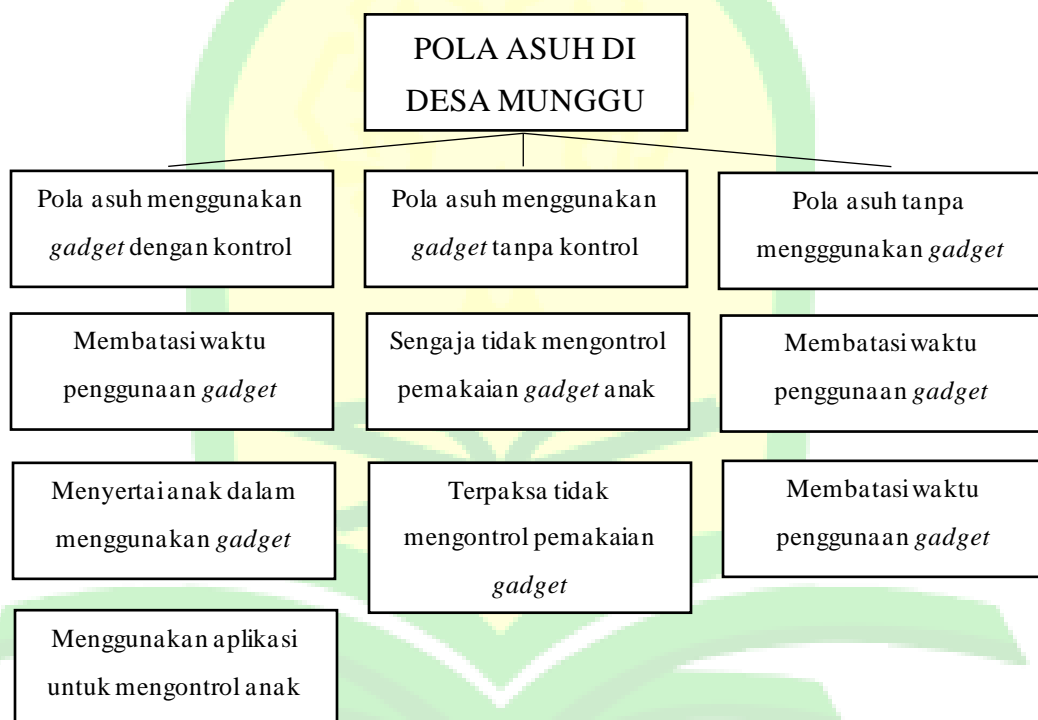 POLA ASUH DI
DESA MUNGGU
Pola asuh menggunakan
gadget dengan kontrol
Pola asuh menggunakan
gadget tanpa kontrol
Pola asuh tanpa
mengggunakan gadget
Membatasi waktu
penggunaan gadget
Sengaja tidak mengontrol
pemakaian gadget anak
Membatasi waktu
penggunaan gadget
Menyertai anak dalam
menggunakan gadget
Terpaksa tidak
mengontrol pemakaian
gadget
Membatasi waktu
penggunaan gadget
Menggunakan aplikasi
untuk mengontrol anak